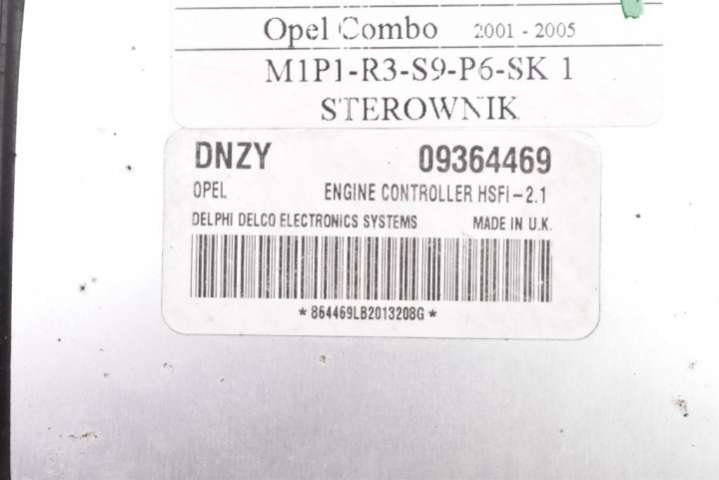 Opel Combo 2001 - 2005
M1P1-R3-S9-P6-SK 1
STEROWNIK
DNZY 09364469
OPEL ENGINE CONTROLLER HSFI-2.1
DELPHI DELCO ELECTRONICS SYSTEMS MADE IN U.K.
*864469LB2013208G*